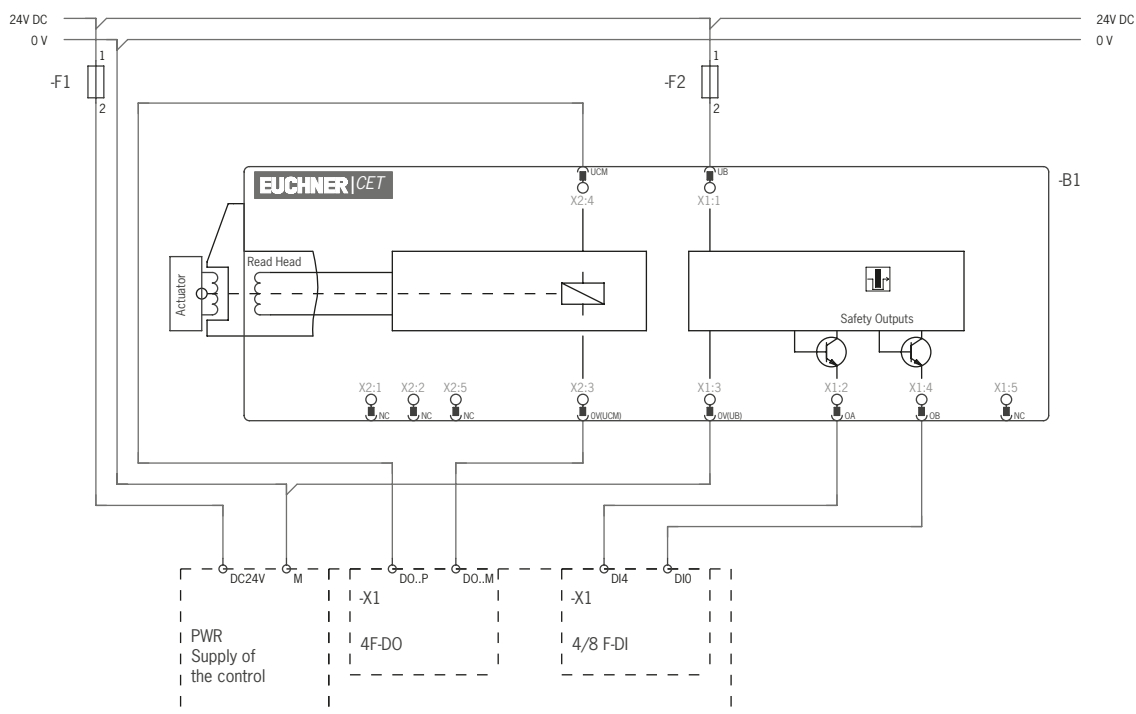 24V DC
24V DC
0 V
0 V
1
1
-F1
-F2
2
2
UCM
UB
EUCHNER CET
-B1
X2:4
X1:1
Read Head
Actuator
Safety Outputs
X2:1
X2:2
X2:5
X2:3
X1:3
X1:2
X1:4
X1:5
NC
NC
NC
0V(UCM)
0V(UB)
OA
OB
NC
DC24V
M
DO..P
DO..M
DI4
DI0
-X1
-X1
PWR
Supply of
the control
4F-DO
4/8 F-DI